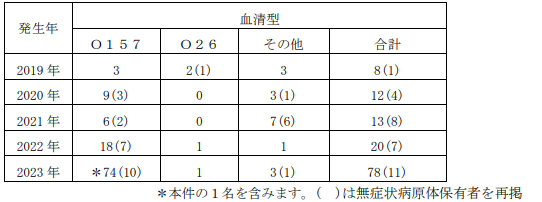 発生年 血清型
Ｏ１５７ Ｏ２６ その他 合計
2019 年 3 2(1) 3 8(1)
2020 年 9(3) 0 3(1) 12(4)
2021 年 6(2) 0 7(6) 13(8)
2022 年 18(7) 1 1 20(7)
2023 年 ＊74(10) 1 3(1) 78(11)
＊本件の１名を含みます。（　）は無症状病原体保有者を再掲